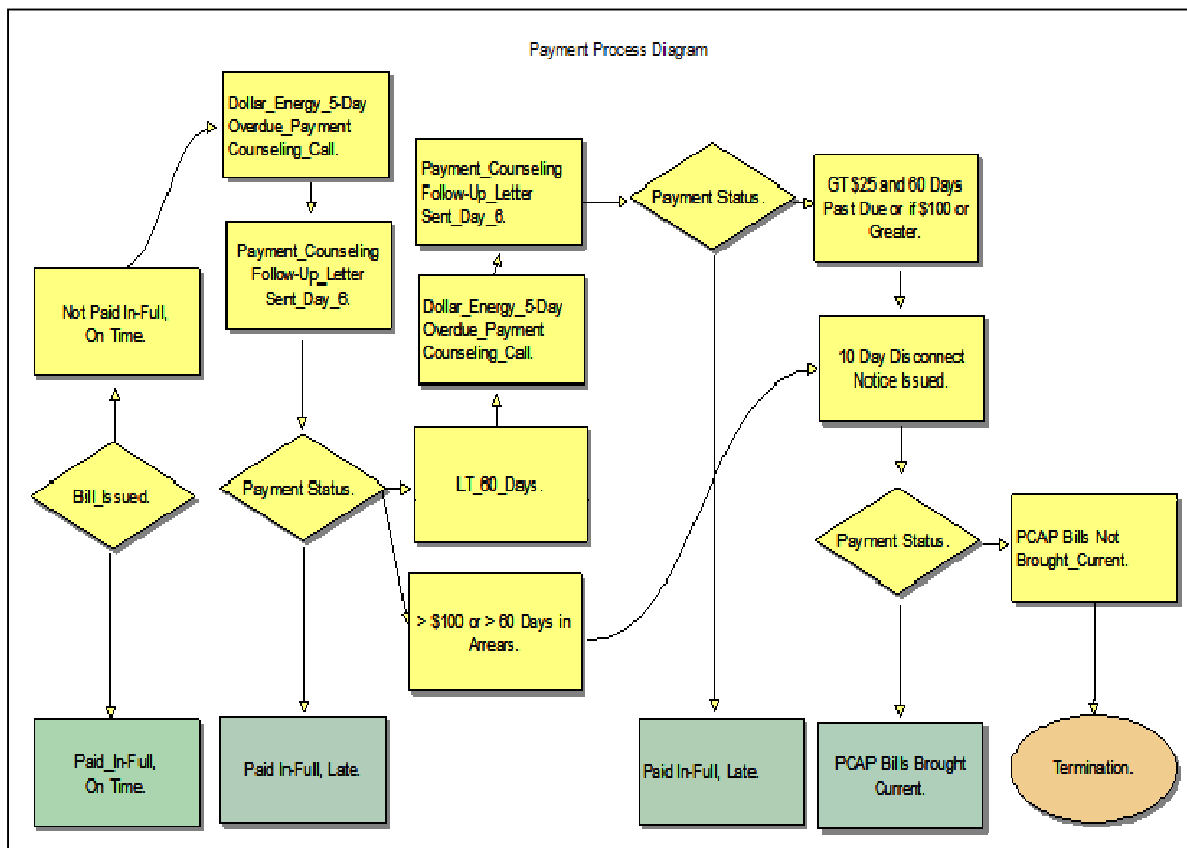 Payment Process Diagram
Dollar_Energy_5-Day
Overdue_Payment
Counseling_Call.
Payment_Counseling
Follow-Up_Letter
Sent_Day_6.
Not Paid In-Full,
On Time.
Bill_Issued.
Paid_In-Full,
On Time.
Payment Status.
Paid In-Full, Late.
LT_60_Days.
Dollar_Energy_5-Day
Overdue_Payment
Counseling_Call.
Payment_Counseling
Follow-Up_Letter
Sent_Day_6.
> $100 or > 60 Days in
Arrears.
Payment Status.
Paid In-Full, Late.
GT $25 and 60 Days
Past Due or if $100 or
Greater.
10 Day Disconnect
Notice Issued.
Payment Status.
PCAP Bills Brought
Current.
PCAP Bills Not
Brought_Current.
Termination.